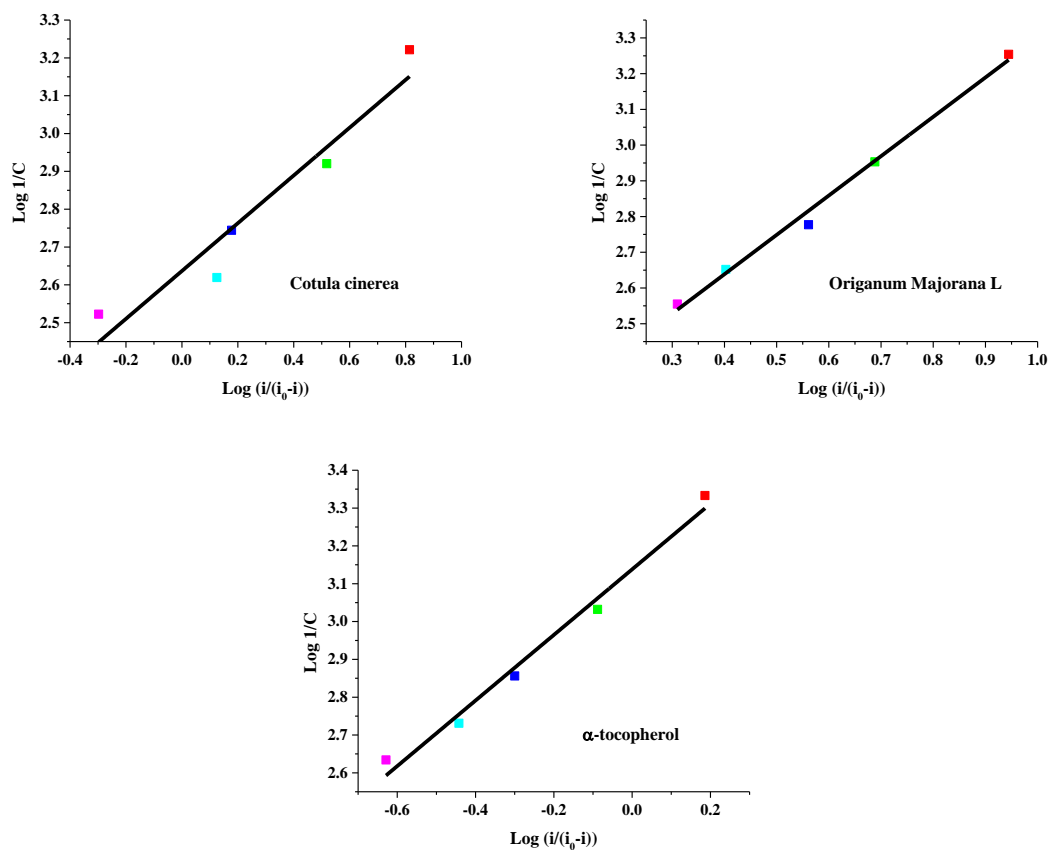 3.3
3.2
3.1
3.0
2.9
2.8
2.7
2.6
2.5
Log 1/C
Cotula cinerea
-0.4 -0.2 0.0 0.2 0.4 0.6 0.8 1.0
Log (i/(i₀-i))
3.3
3.2
3.1
3.0
2.9
2.8
2.7
2.6
2.5
Log 1/C
Origanum Majorana L
0.3 0.4 0.5 0.6 0.7 0.8 0.9 1.0
Log (i/(i₀-i))
3.4
3.3
3.2
3.1
3.0
2.9
2.8
2.7
2.6
Log 1/C
α-tocopherol
-0.6 -0.4 -0.2 0.0 0.2
Log (i/(i₀-i))